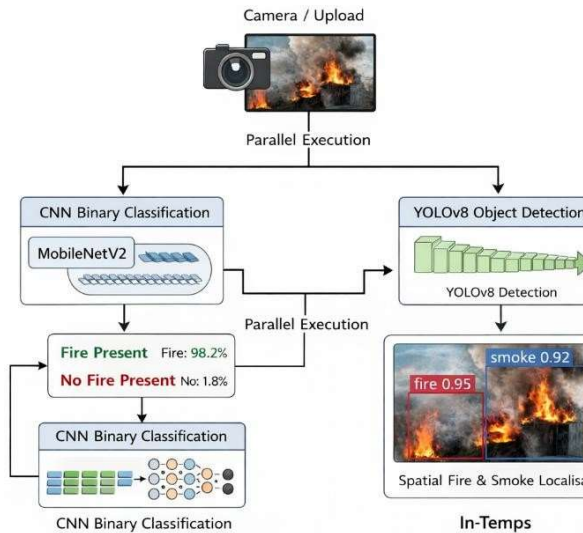 Camera / Upload
Parallel Execution
CNN Binary Classification
MobileNetV2
YOLOv8 Object Detection
YOLOv8 Detection
Parallel Execution
Fire Present Fire: 98.2%
No Fire Present No: 1.8%
smoke 0.92
fire 0.95
CNN Binary Classification
CNN Binary Classification
Spatial Fire & Smoke Localisa
In-Temps